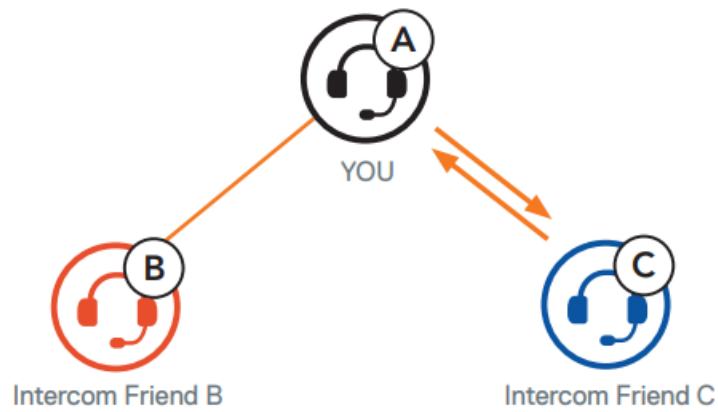 A
YOU
B
C
Intercom Friend B
Intercom Friend C